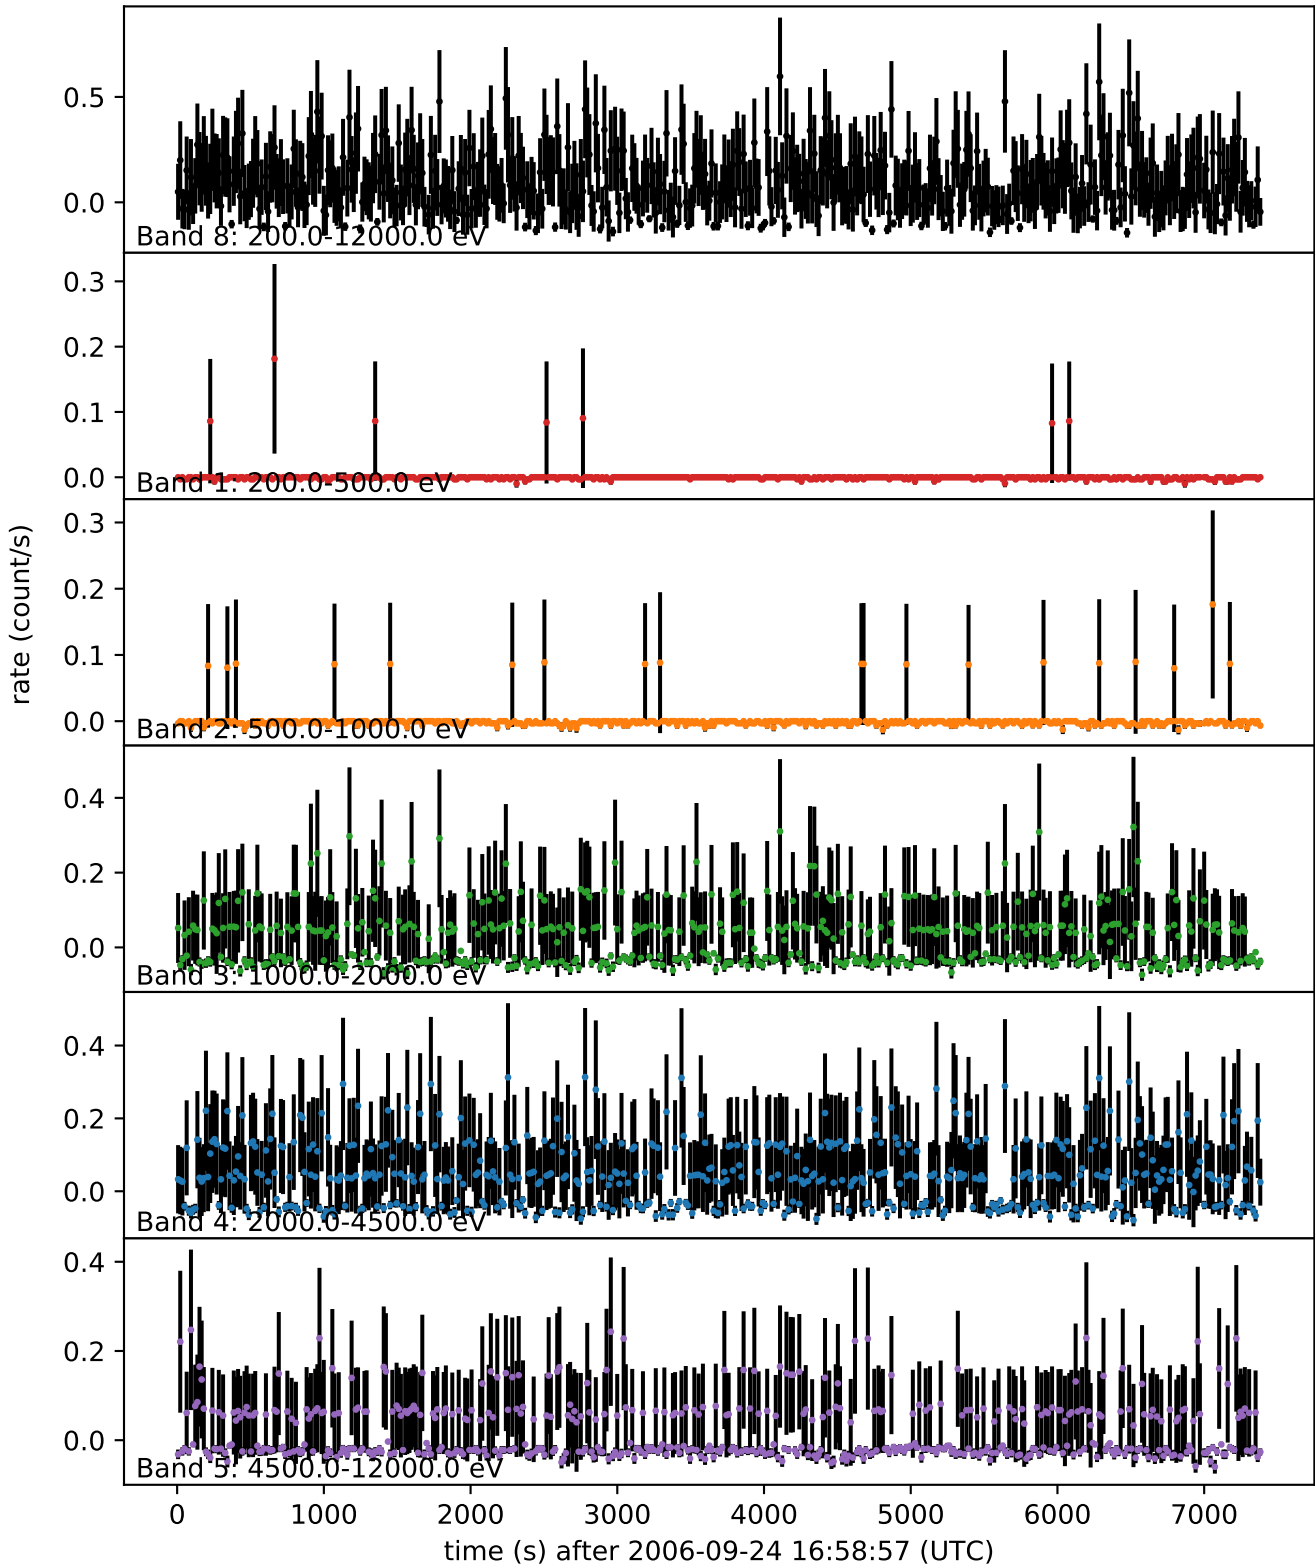 0.5
0.0
Band 8: 200.0-12000.0 eV
0.3
0.2
0.1
0.0
Band 1: 200.0-500.0 eV
0.3
0.2
0.1
0.0
Band 2: 500.0-1000.0 eV
rate (count/s)
0.4
0.2
0.0
Band 3: 1000.0-2000.0 eV
0.4
0.2
0.0
Band 4: 2000.0-4500.0 eV
0.4
0.2
0.0
Band 5: 4500.0-12000.0 eV
0 1000 2000 3000 4000 5000 6000 7000
time (s) after 2006-09-24 16:58:57 (UTC)